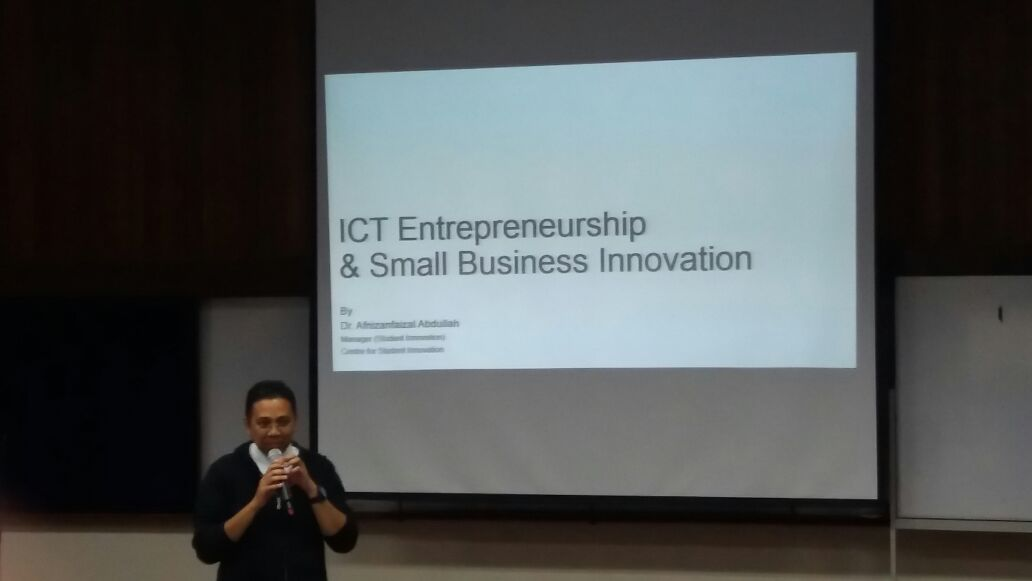 ICT Entrepreneurship
& Small Business Innovation
By
Dr. Afnizanfaizal Abdullah
Manager (Student Innovation)
Centre for Student Innovation